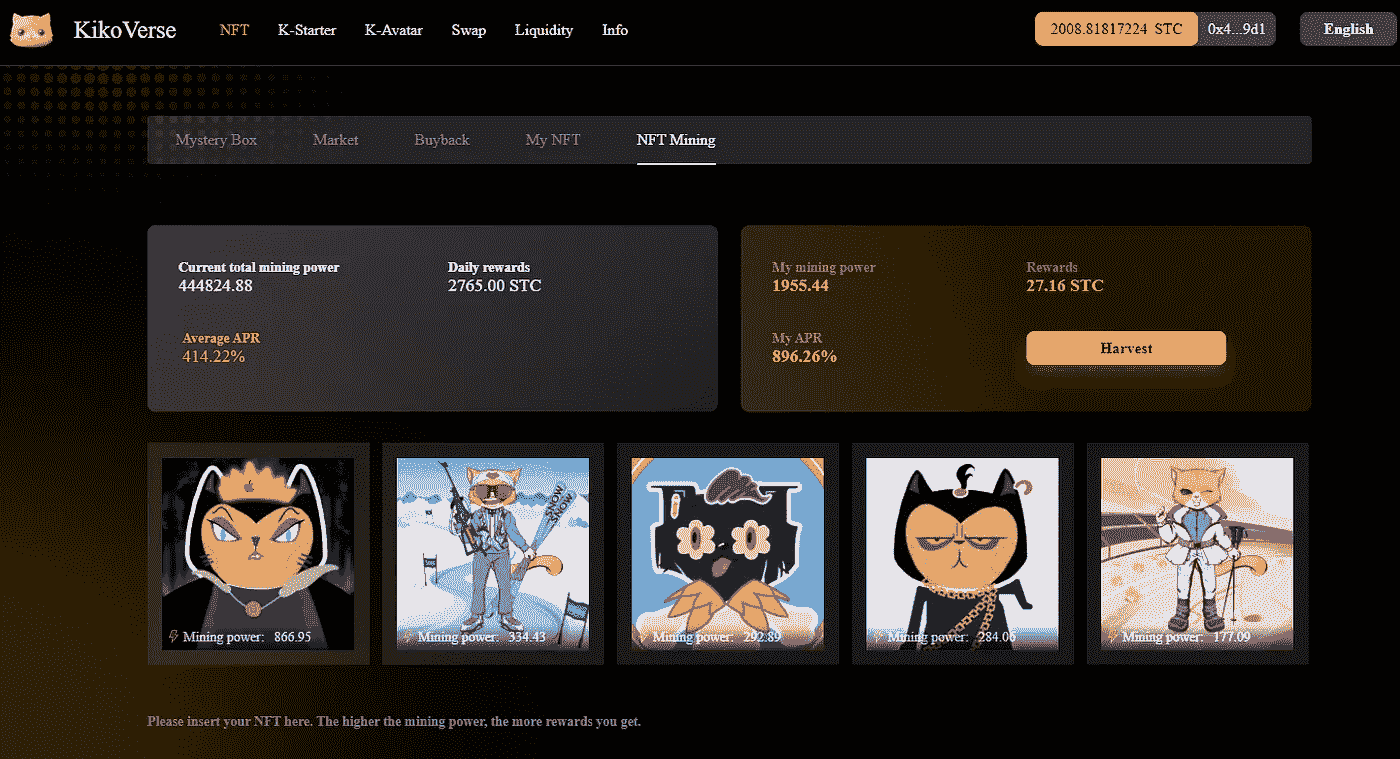 KikoVerse NFT K-Starter K-Avatar Swap Liquidity Info 2008.81817224 STC 0x4...9d1 English
Mystery Box Market Buyback My NFT NFT Mining
Current total mining power Daily rewards
444824.88 2765.00 STC
Average APR
414.22%
My mining power Rewards
1955.44 27.16 STC
My APR
896.26% Harvest
Mining power: 866.95
SNOW SHOW
Mining power: 334.43
Mining power: 292.89
Mining power: 284.06
Mining power: 177.09
Please insert your NFT here. The higher the mining power, the more rewards you get.